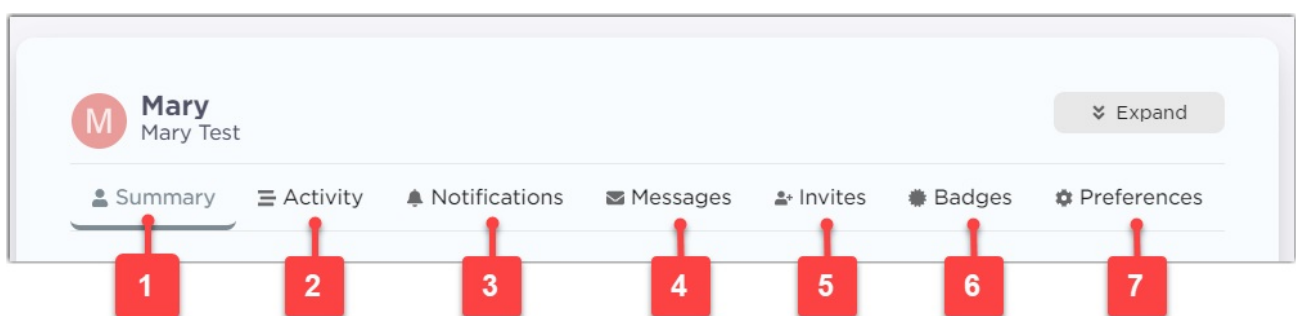 M
Mary
Mary Test
Expand
Summary Activity Notifications Messages Invites Badges Preferences
1 2 3 4 5 6 7